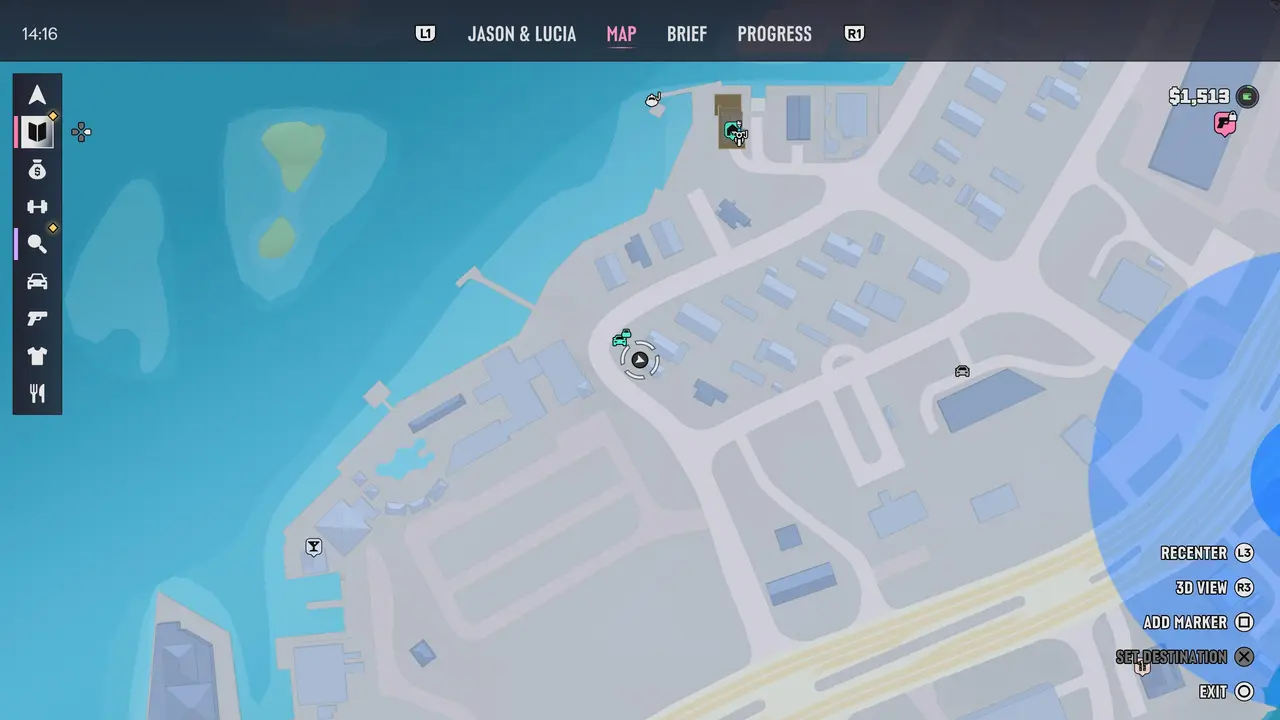 14:16
L1 JASON & LUCIA MAP BRIEF PROGRESS R1
$1,513
RECENTER L3
3D VIEW R3
ADD MARKER
SET DESTINATION
EXIT